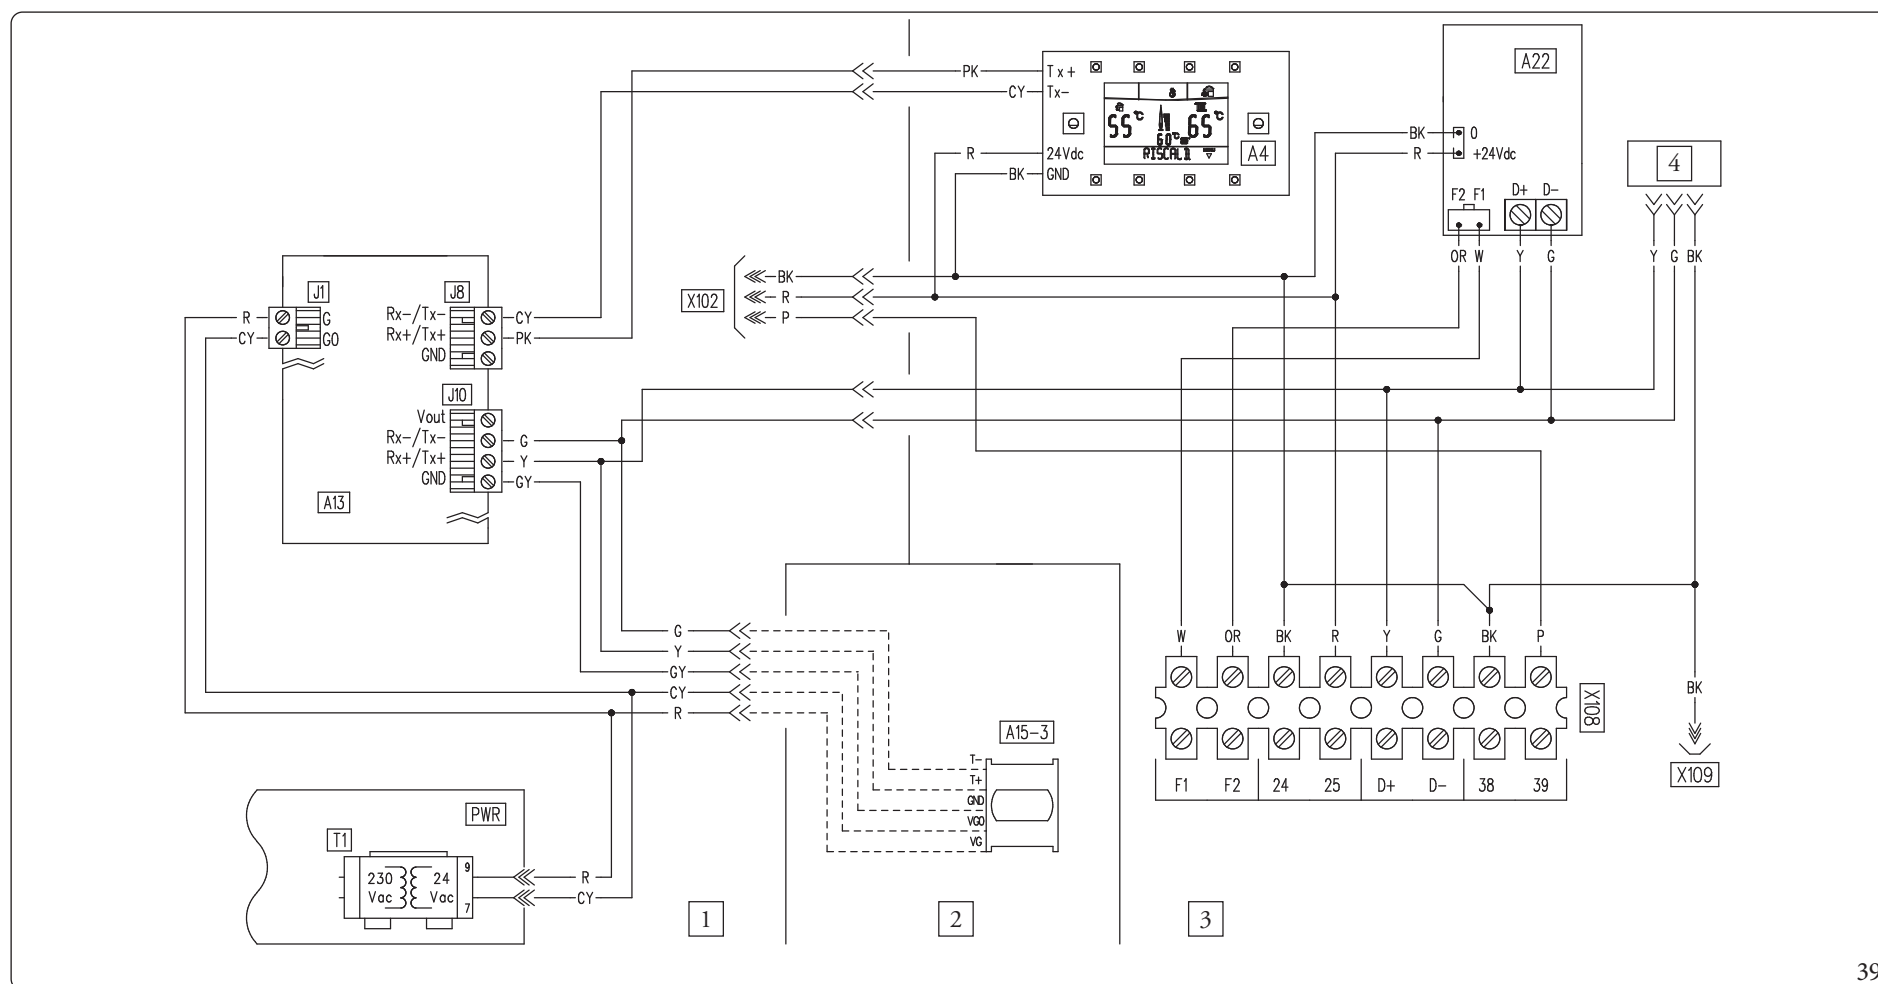 PK
Tx+
CY
Tx-
R
24Vdc
BK
GND
55 °C
65 °C
60 °C
RISCALD
A4
A22
BK
0
R
+24Vdc
F2 F1
D+ D-
OR W
Y G
4
Y G BK
X102
BK
R
P
J1
R
G
CY
G0
J8
Rx-/Tx-
CY
Rx+/Tx+
PK
GND
J10
Vout
Rx-/Tx-
G
Rx+/Tx+
Y
GND
GY
A13
G
Y
GY
CY
R
A15-3
T-
T+
GND
VG0
VG
PWR
T1
230 Vac
24 Vac
9
7
R
CY
W OR BK R Y G BK P
X108
F1 F2 24 25 D+ D- 38 39
BK
X109
1
2
3
39